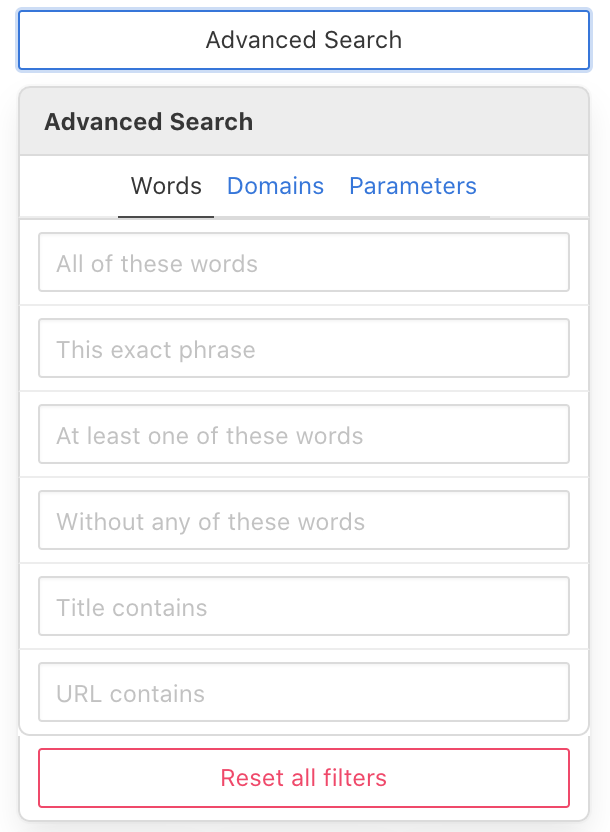 Advanced Search
Advanced Search
Words Domains Parameters
All of these words
This exact phrase
At least one of these words
Without any of these words
Title contains
URL contains
Reset all filters